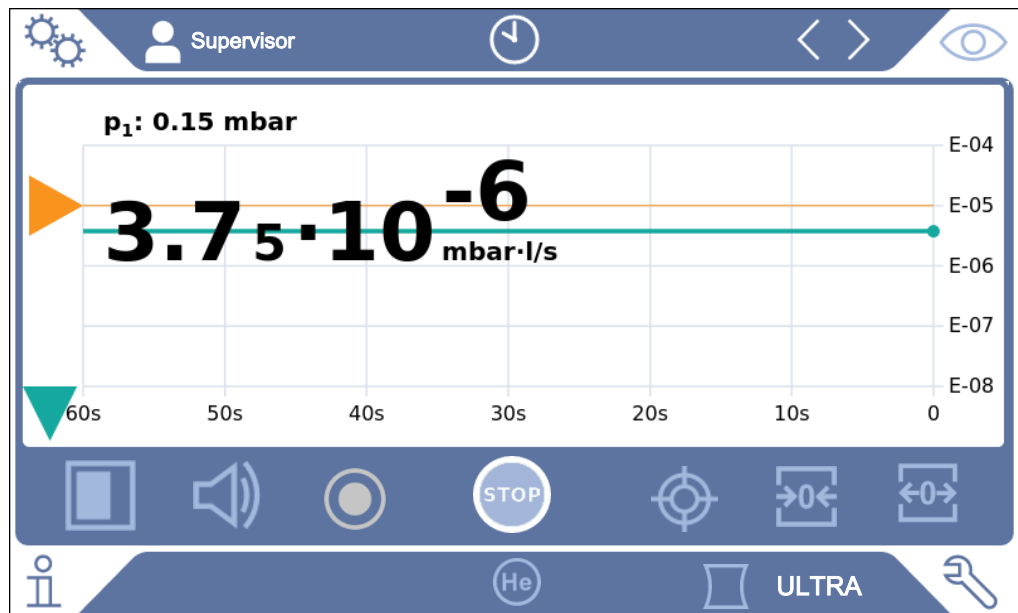 Supervisor
p₁: 0.15 mbar
E-04
3.75·10⁻⁶ mbar·l/s
E-05
E-06
E-07
E-08
60s 50s 40s 30s 20s 10s 0
STOP →0← ←0→
He ULTRA